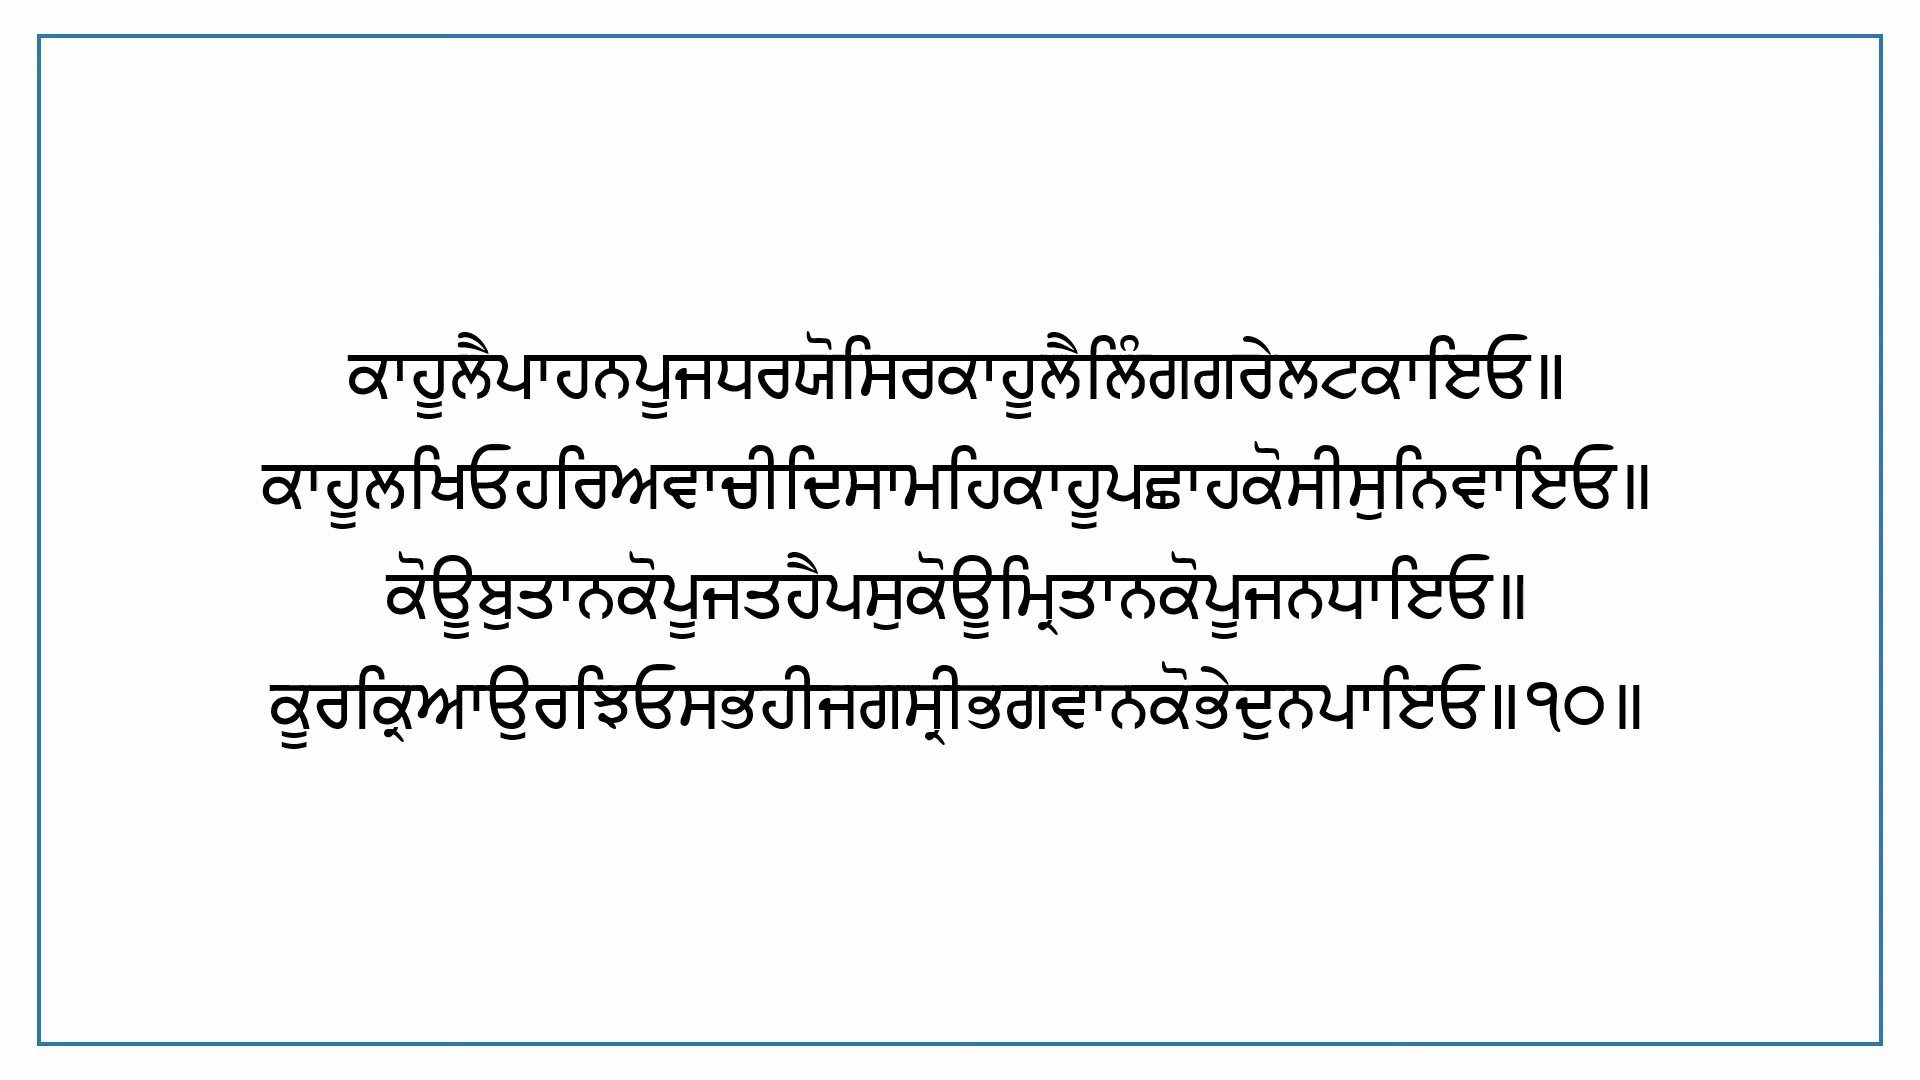 ਕਾਹੂਲੈਪਾਹਨਪੂਜਧਰਯੋਸਿਰਕਾਹੂਲੈਲਿੰਗਗਰੇਲਟਕਾਇਓ॥
ਕਾਹੂਲਖਿਓਹਰਿਅਵਾਚੀਦਿਸਾਮਹਿਕਾਹੂਪਛਾਹਕੋਸੀਸੁਨਿਵਾਇਓ॥
ਕੋਊਬੁਤਾਨਕੋਪੂਜਤਹੈਪਸੁਕੋਊਮ੍ਰਿਤਾਨਕੋਪੂਜਨਧਾਇਓ॥
ਕੂਰਕ੍ਰਿਆਉਰਝਿਓਸਭਹੀਜਗਸ੍ਰੀਭਗਵਾਨਕੋਭੇਦੁਨਪਾਇਓ॥੧੦॥